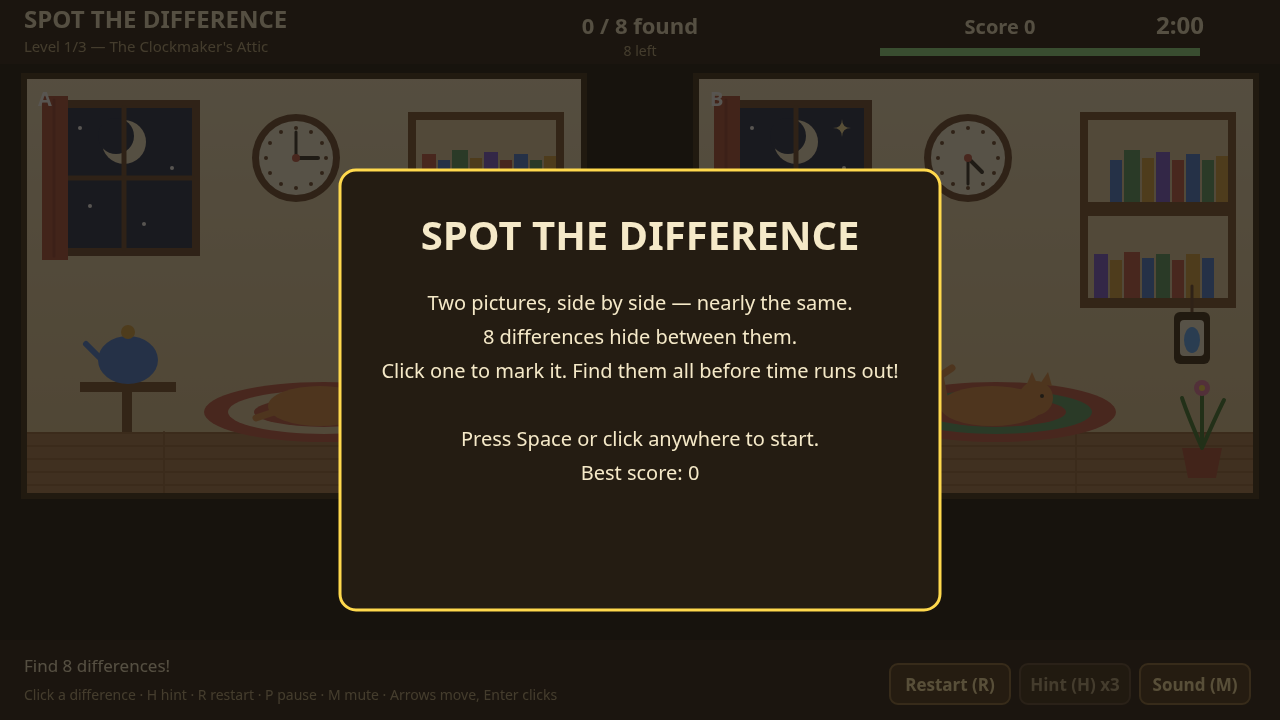 SPOT THE DIFFERENCE
Level 1/3 — The Clockmaker's Attic
0 / 8 found
8 left
Score 0
2:00
A
B
SPOT THE DIFFERENCE
Two pictures, side by side — nearly the same.
8 differences hide between them.
Click one to mark it. Find them all before time runs out!
Press Space or click anywhere to start.
Best score: 0
Find 8 differences!
Click a difference · H hint · R restart · P pause · M mute · Arrows move, Enter clicks
Restart (R)
Hint (H) x3
Sound (M)